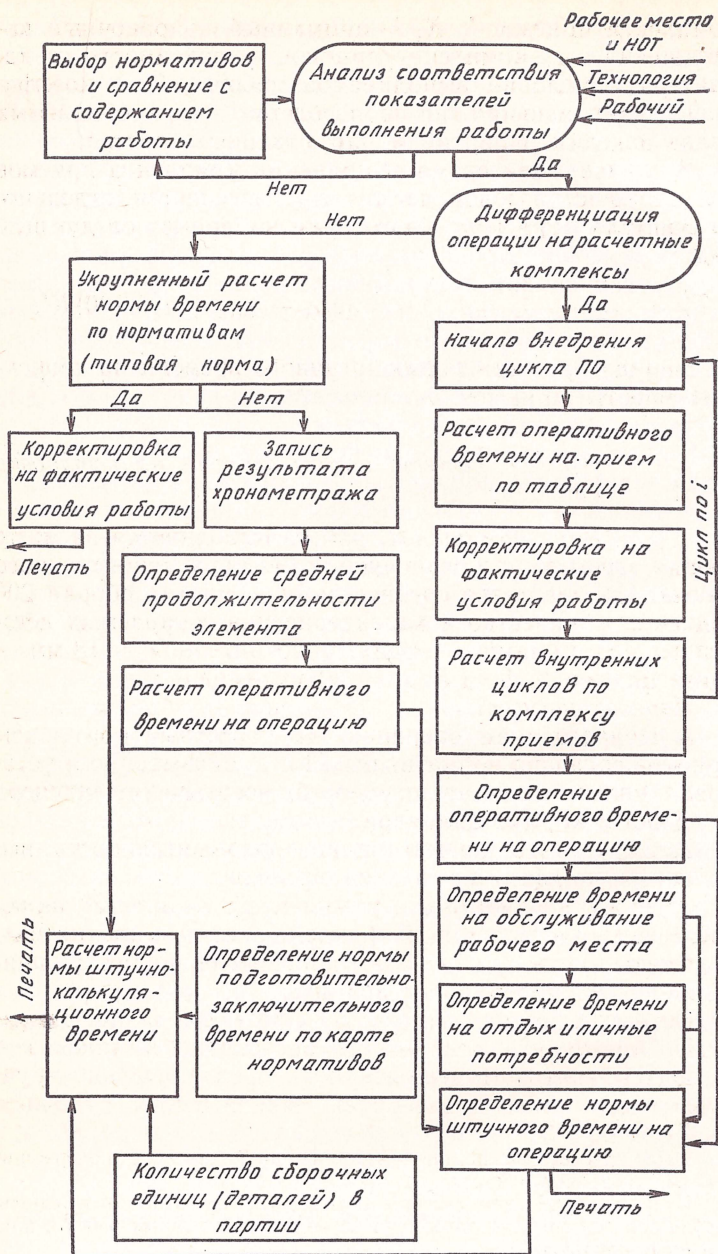 Рабочее место
и НОТ
Технология
Рабочий
Выбор нормативов
и сравнение с
содержанием
работы
Анализ соответствия
показателей
выполнения работы
Нет
Да
Дифференциация
операции на расчетные
комплексы
Нет
Да
Укрупненный расчет
нормы времени
по нормативам
(типовая норма)
Да
Нет
Начало внедрения
цикла ПО
Корректировка
на фактические
условия работы
Запись
результата
хронометража
Расчет оперативного
времени на прием
по таблице
Цикл по i
Печать
Определение средней
продолжительности
элемента
Корректировка на
фактические
условия работы
Расчет оперативного
времени на операцию
Расчет внутренних
циклов по
комплексу
приемов
Определение
оперативного време-
ни на операцию
Определение времени
на обслуживание
рабочего места
Печать
Расчет нор-
мы штучно-
калькуля-
ционного
времени
Определение нормы
подготовительно-
заключительного
времени по карте
нормативов
Определение времени
на отдых и личные
потребности
Определение нормы
штучного времени на
операцию
Количество сборочных
единиц (деталей) в
партии
Печать